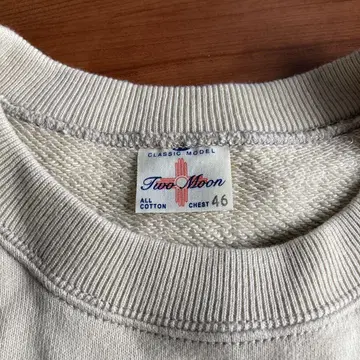 CLASSIC MODEL
Two Moon
ALL COTTON CHEST 46